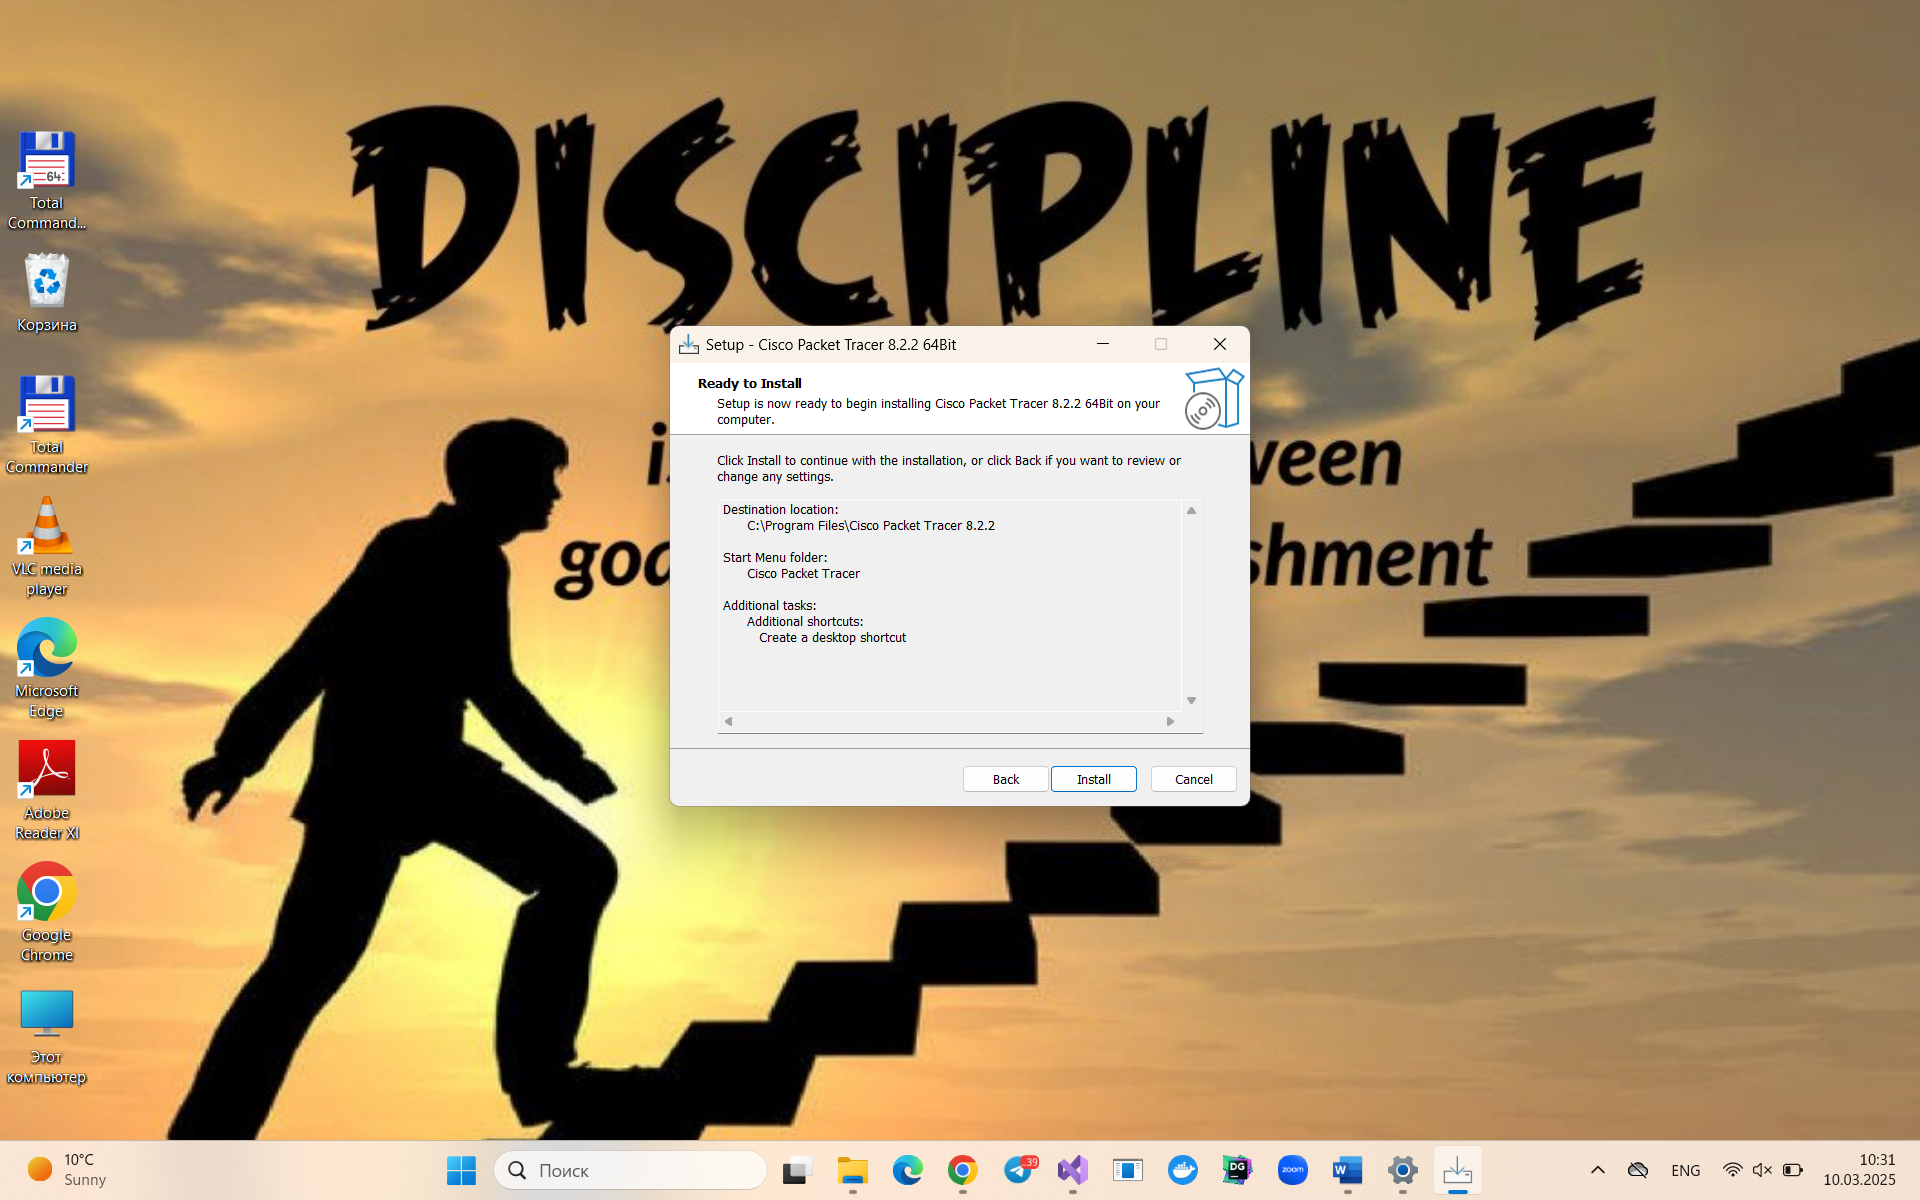 DISCIPLINE
Total
Command...
Корзина
Total
Commander
VLC media
player
Microsoft
Edge
Adobe
Reader XI
Google
Chrome
Этот
компьютер
Setup - Cisco Packet Tracer 8.2.2 64Bit
Ready to Install
Setup is now ready to begin installing Cisco Packet Tracer 8.2.2 64Bit on your
computer.
Click Install to continue with the installation, or click Back if you want to review or
change any settings.
Destination location:
C:\Program Files\Cisco Packet Tracer 8.2.2
Start Menu folder:
Cisco Packet Tracer
Additional tasks:
Additional shortcuts:
Create a desktop shortcut
Back
Install
Cancel
10°C
Sunny
Поиск
..39
DG
zoom
ENG
10:31
10.03.2025